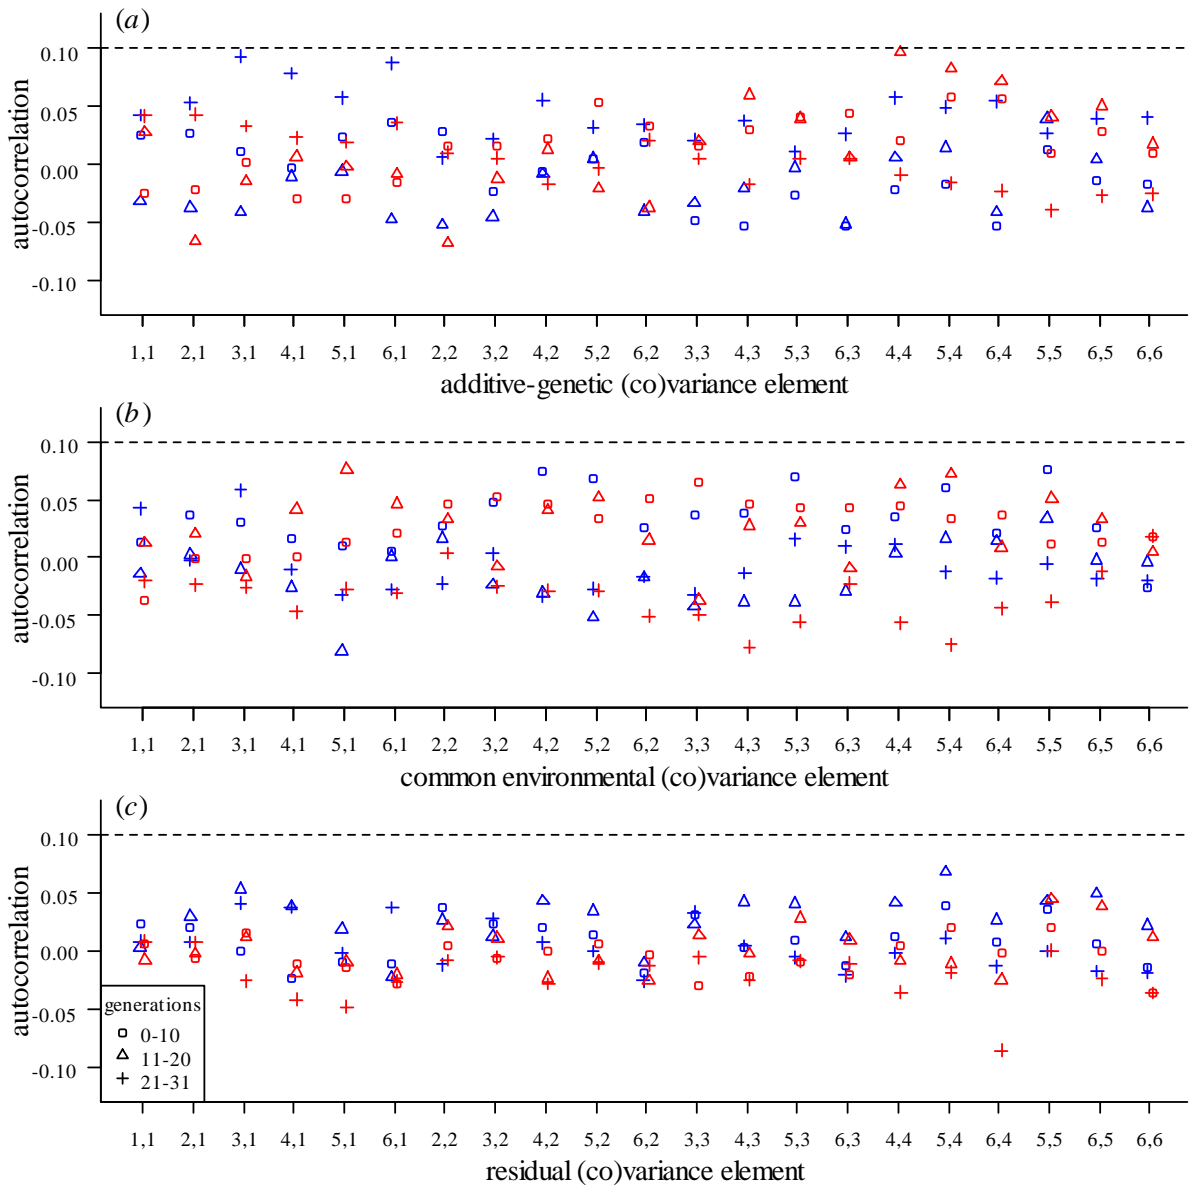 (a)
autocorrelation
0.10
0.05
0.00
-0.05
-0.10
1,1 2,1 3,1 4,1 5,1 6,1 2,2 3,2 4,2 5,2 6,2 3,3 4,3 5,3 6,3 4,4 5,4 6,4 5,5 6,5 6,6
additive-genetic (co)variance element
(b)
autocorrelation
0.10
0.05
0.00
-0.05
-0.10
1,1 2,1 3,1 4,1 5,1 6,1 2,2 3,2 4,2 5,2 6,2 3,3 4,3 5,3 6,3 4,4 5,4 6,4 5,5 6,5 6,6
common environmental (co)variance element
(c)
autocorrelation
0.10
0.05
0.00
-0.05
-0.10
generations
0-10
11-20
21-31
1,1 2,1 3,1 4,1 5,1 6,1 2,2 3,2 4,2 5,2 6,2 3,3 4,3 5,3 6,3 4,4 5,4 6,4 5,5 6,5 6,6
residual (co)variance element